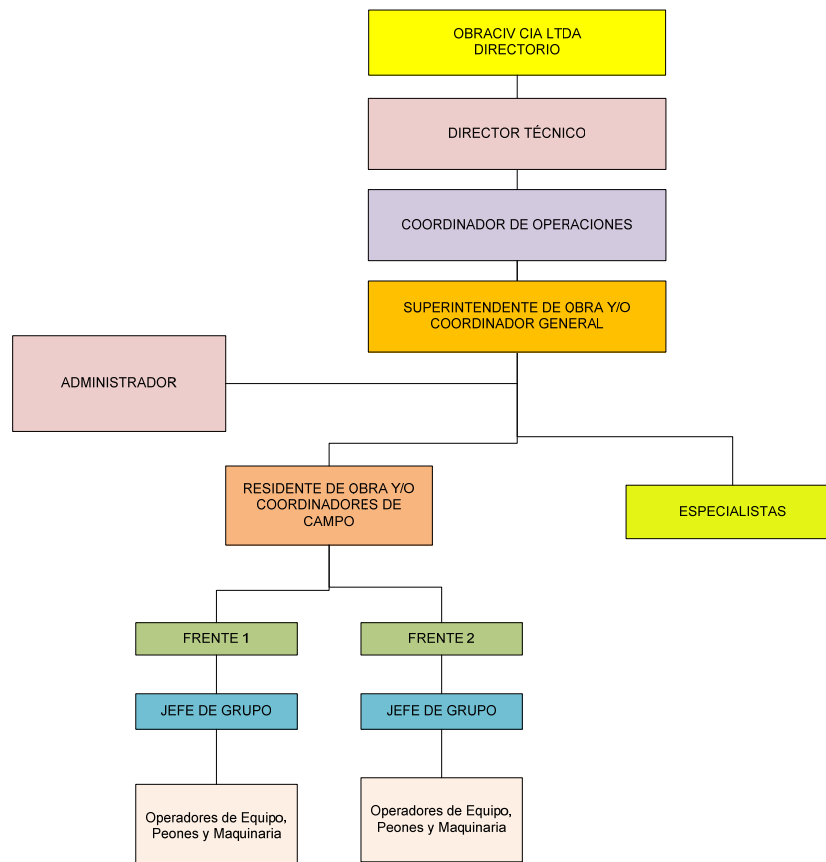 OBRACIV CIA LTDA
DIRECTORIO
DIRECTOR TÉCNICO
COORDINADOR DE OPERACIONES
SUPERINTENDENTE DE OBRA Y/O
COORDINADOR GENERAL
ADMINISTRADOR
RESIDENTE DE OBRA Y/O
COORDINADORES DE
CAMPO
ESPECIALISTAS
FRENTE 1
FRENTE 2
JEFE DE GRUPO
JEFE DE GRUPO
Operadores de Equipo,
Peones y Maquinaria
Operadores de Equipo,
Peones y Maquinaria